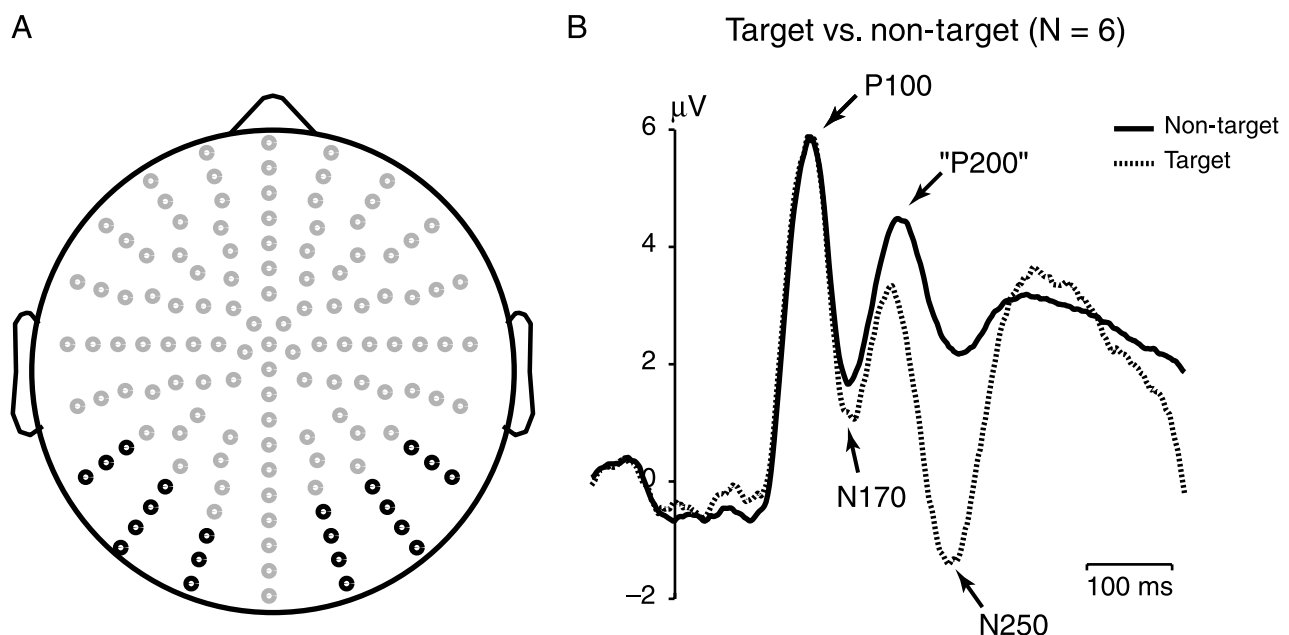 A
B
Target vs. non-target (N = 6)
P100
μV
6
Non-target
Target
"P200"
4
2
0
N170
100 ms
−2
N250